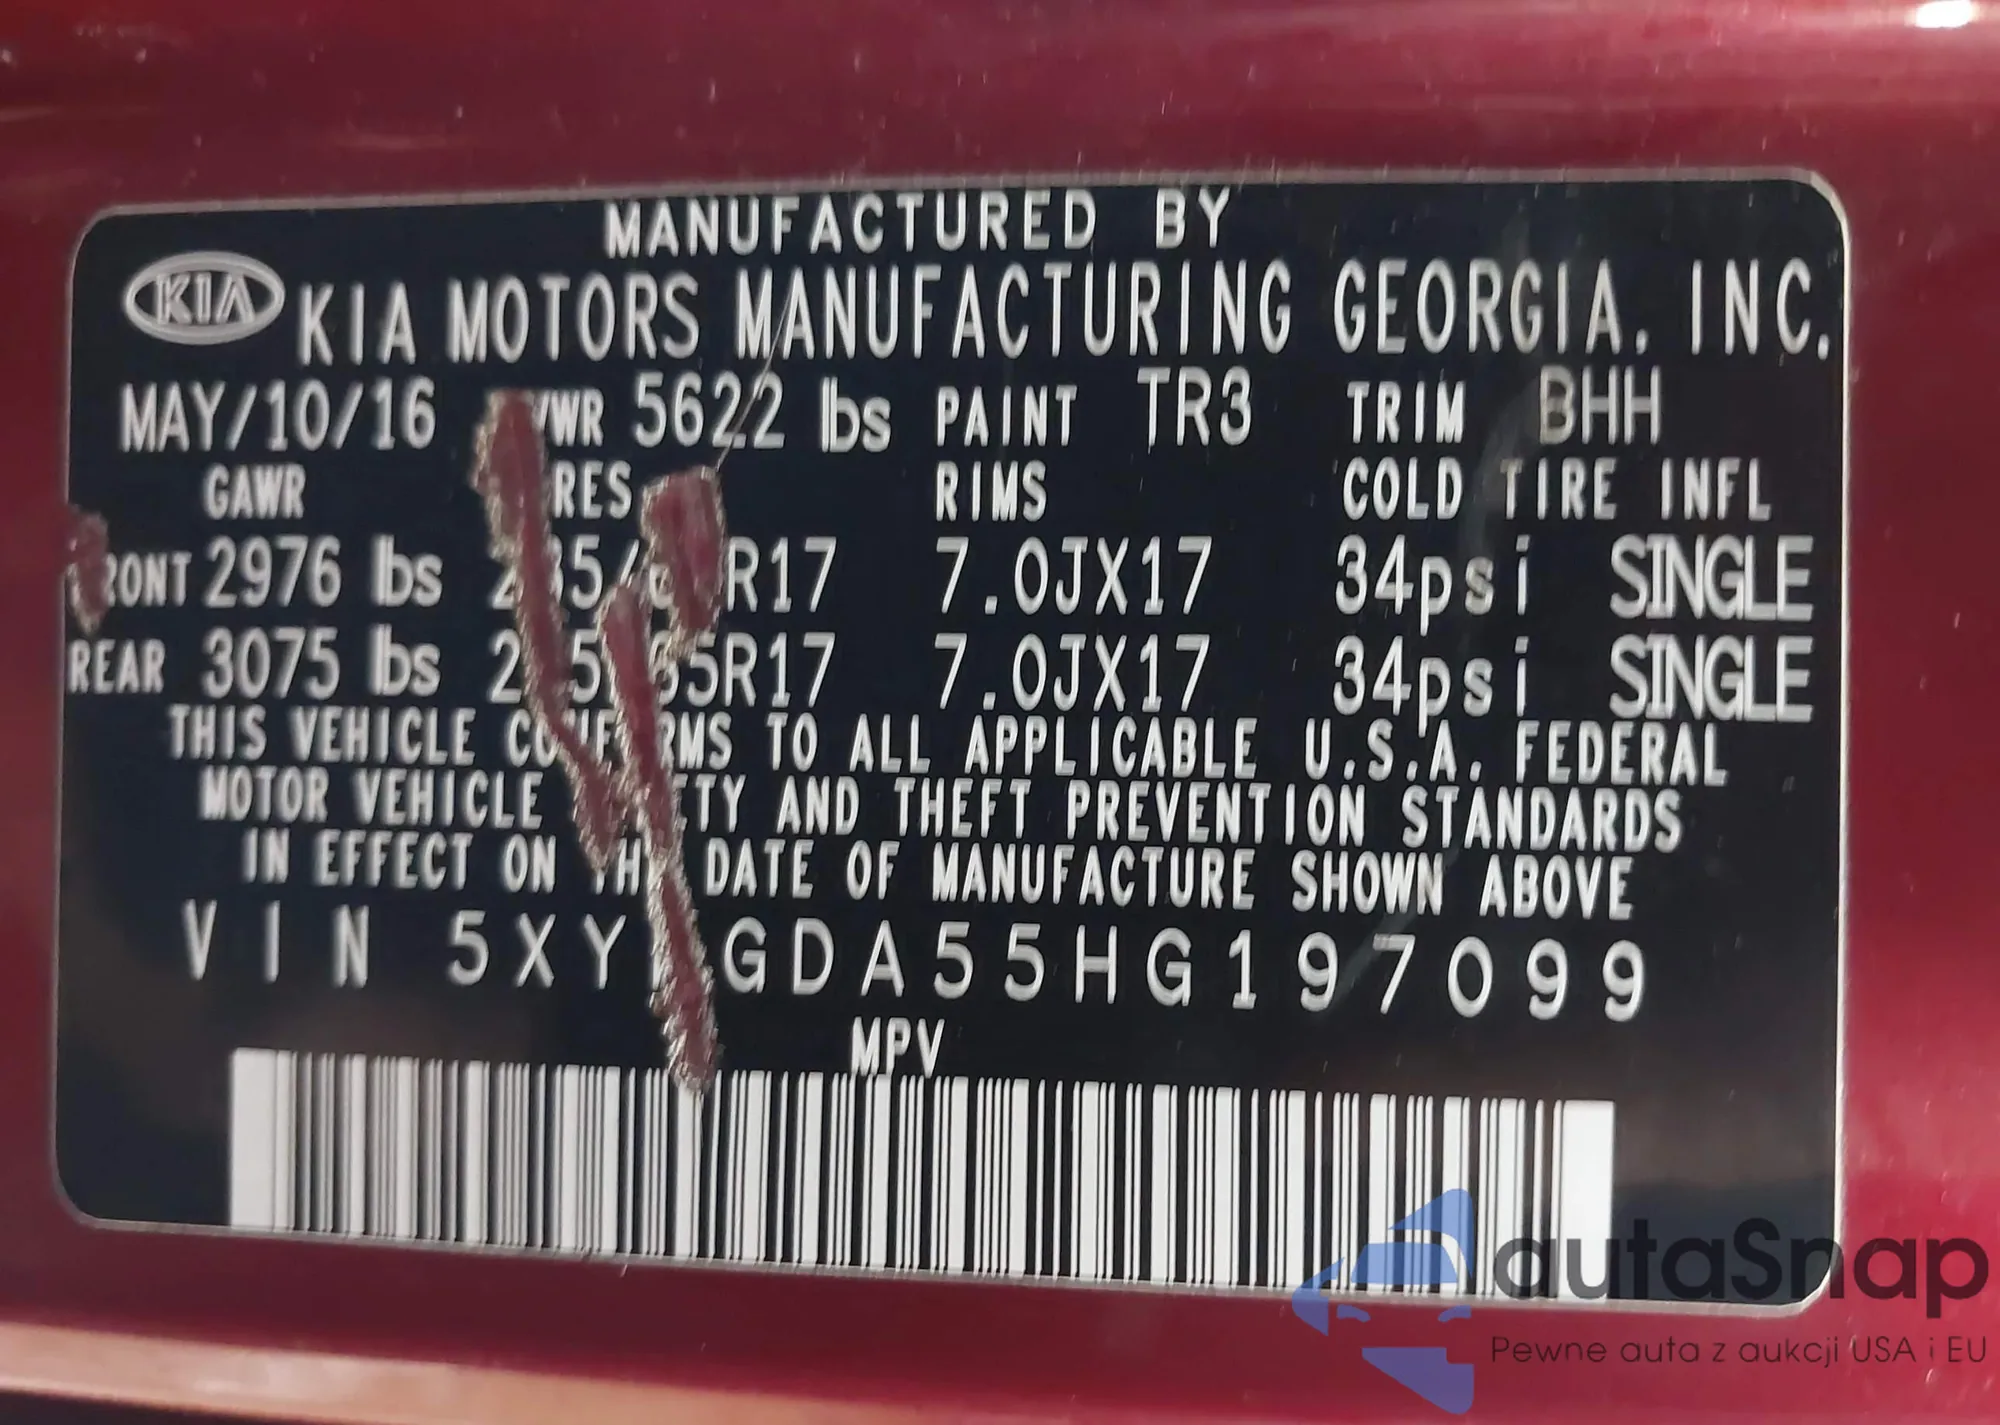 MANUFACTURED BY
KIA KIA MOTORS MANUFACTURING GEORGIA, INC.
MAY/10/16 5622 lbs PAINT TR3 TRIM BHH
GAWR RIMS COLD TIRE INFL
2976 lbs 7.0JX17 34psi SINGLE
REAR 3075 lbs 7.0JX17 34psi SINGLE
THIS VEHICLE TO ALL APPLICABLE U.S.A. FEDERAL
MOTOR VEHICLE AND THEFT PREVENTION STANDARDS
IN EFFECT ON DATE OF MANUFACTURE SHOWN ABOVE
VIN
MPV
autaSnap
Pewne auta z aukcji USA i EU